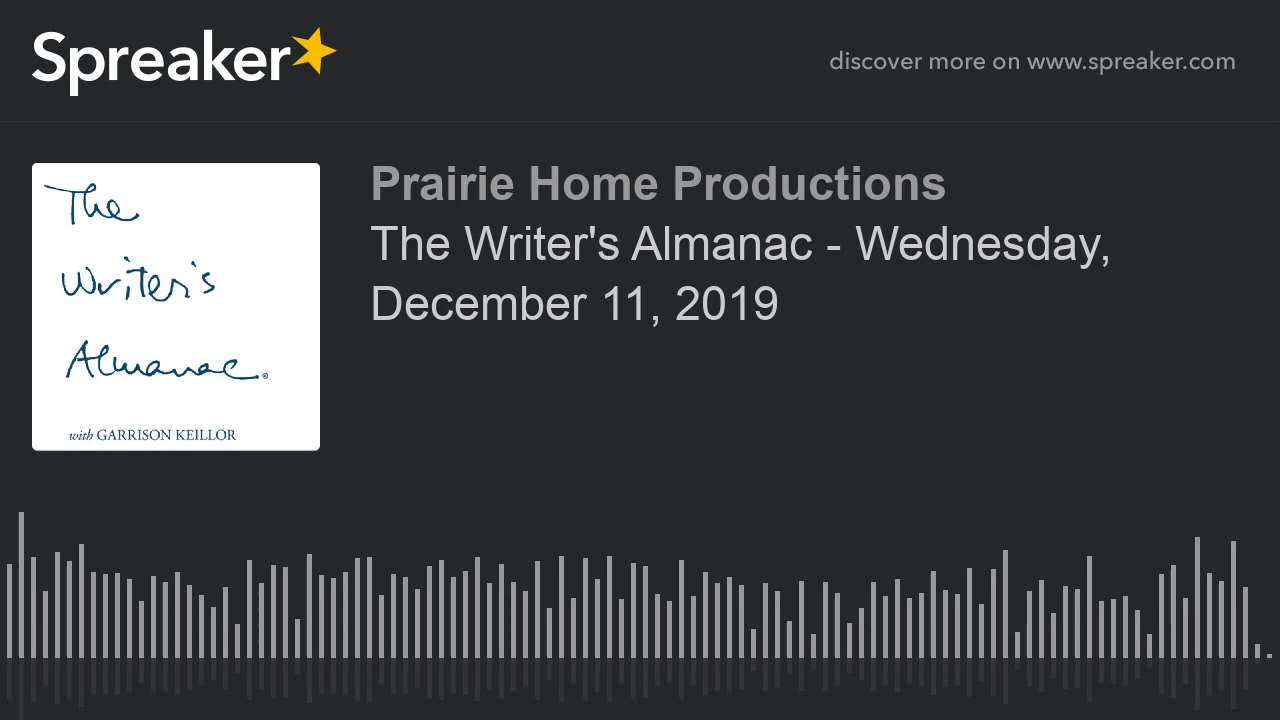 Spreaker
discover more on www.spreaker.com
Prairie Home Productions
The Writer's Almanac - Wednesday,
December 11, 2019
The
Writer's
Almanac.®
with GARRISON KEILLOR